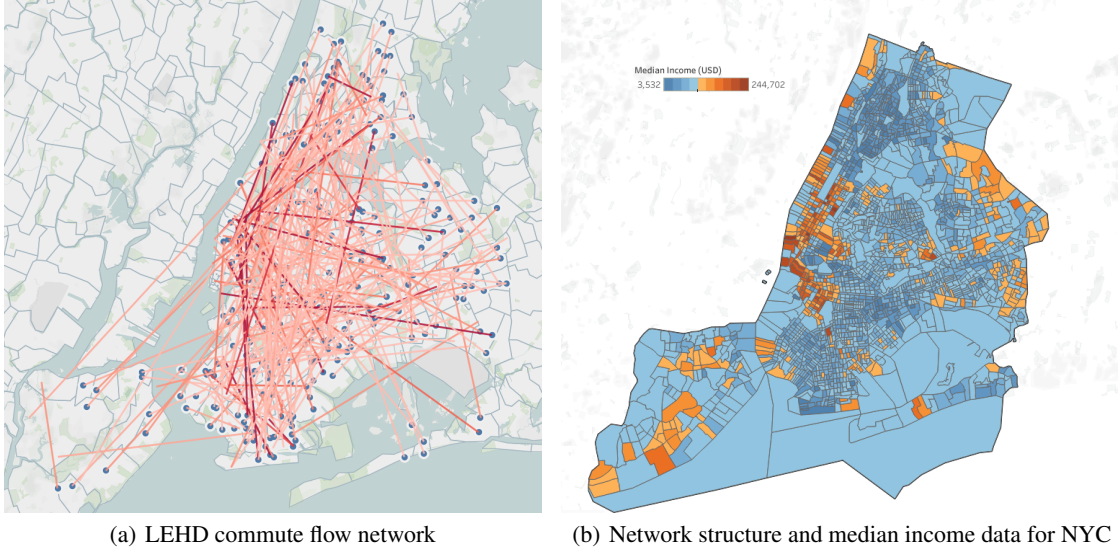 Median Income (USD)
3,532 244,702
(a) LEHD commute flow network
(b) Network structure and median income data for NYC